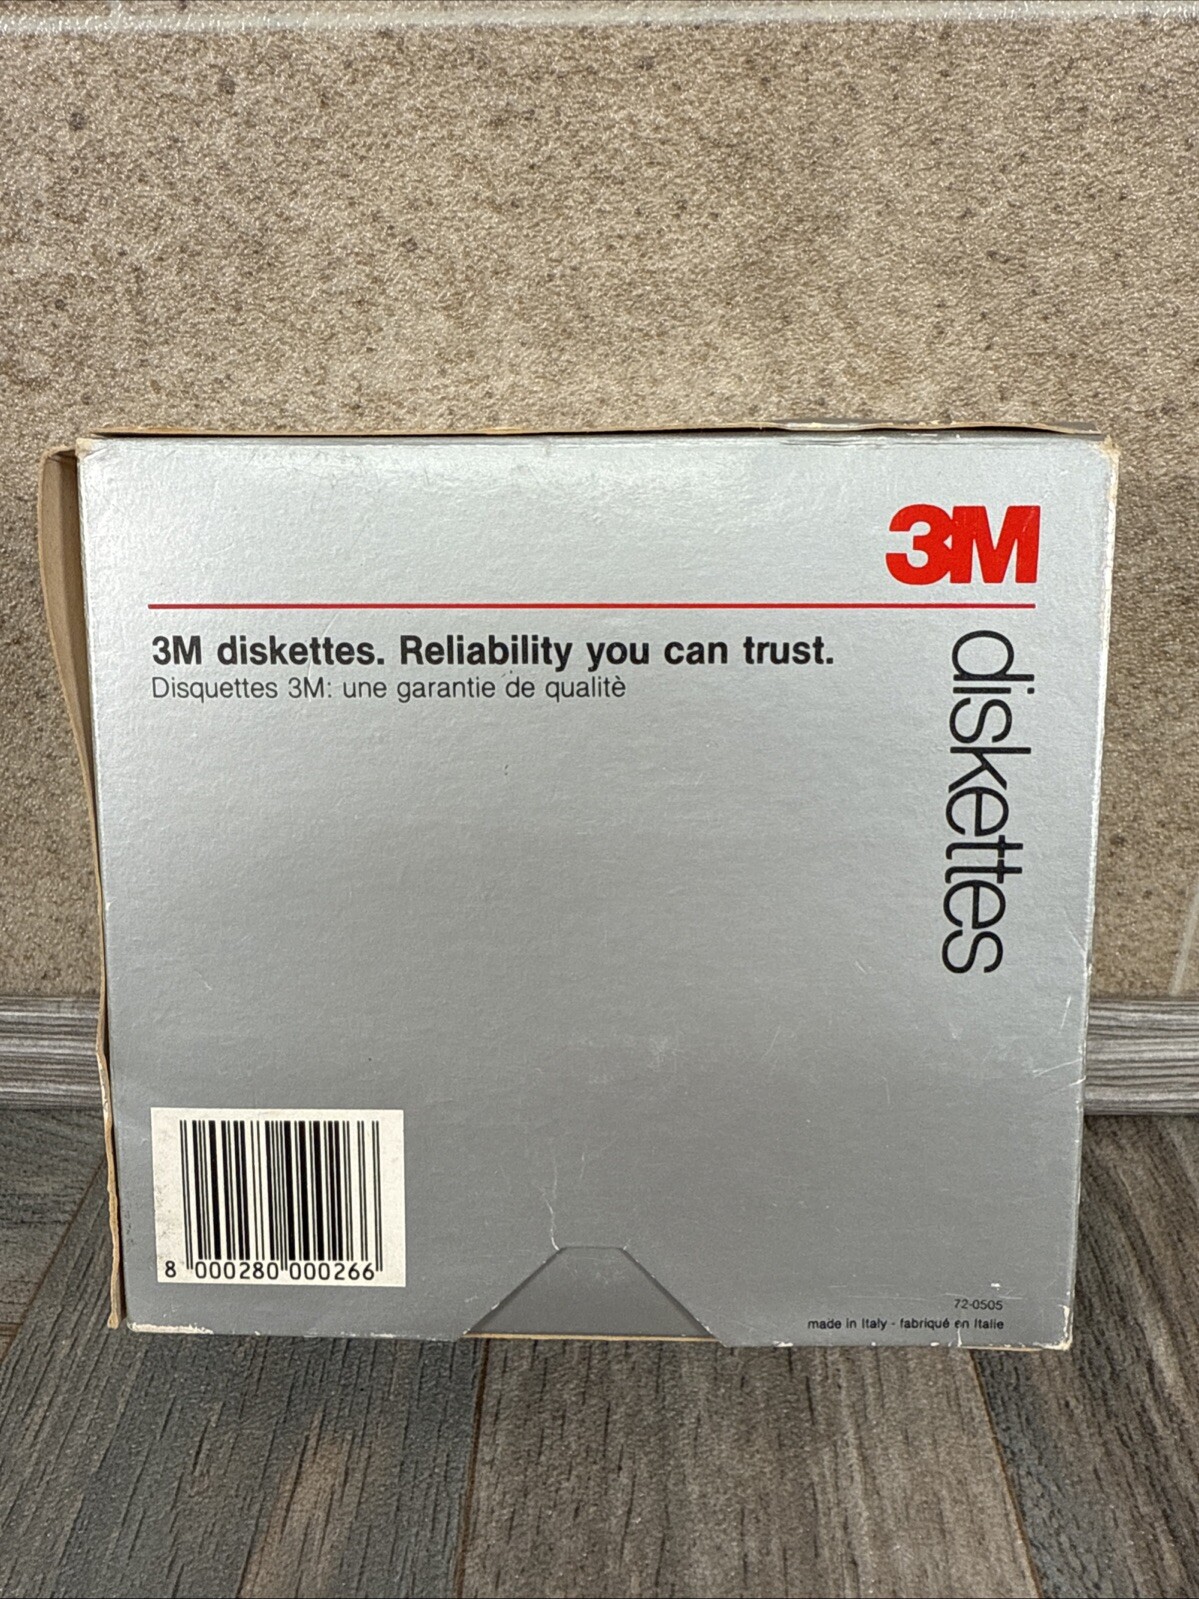 3M
3M diskettes. Reliability you can trust.
Disquettes 3M: une garantie de qualitè
diskettes
8 000280 000266
72-0505
made in Italy - fabriqué en Italie